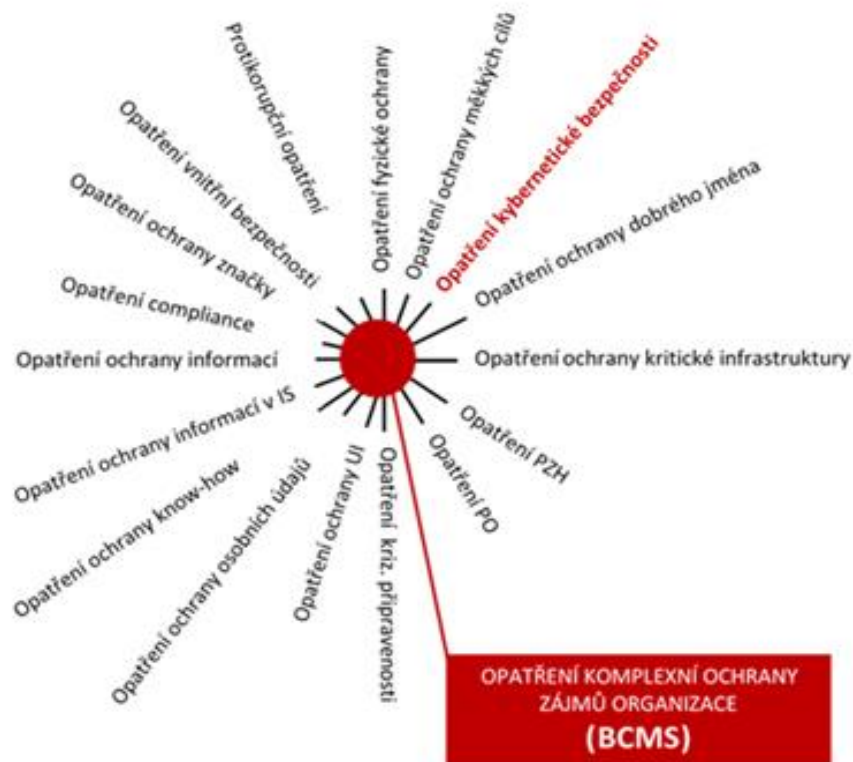 Protikorupční opatření
Opatření fyzické ochrany
Opatření ochrany měkkých cílů
Opatření kybernetické bezpečnosti
Opatření ochrany dobrého jména
Opatření ochrany kritické infrastruktury
Opatření PZH
Opatření PO
Opatření kriz. připravenosti
Opatření ochrany UI
Opatření ochrany osobních údajů
Opatření ochrany know-how
Opatření ochrany informací v IS
Opatření ochrany informací
Opatření compliance
Opatření ochrany značky
Opatření vnitřní bezpečnosti
OPATŘENÍ KOMPLEXNÍ OCHRANY
ZÁJMŮ ORGANIZACE
(BCMS)